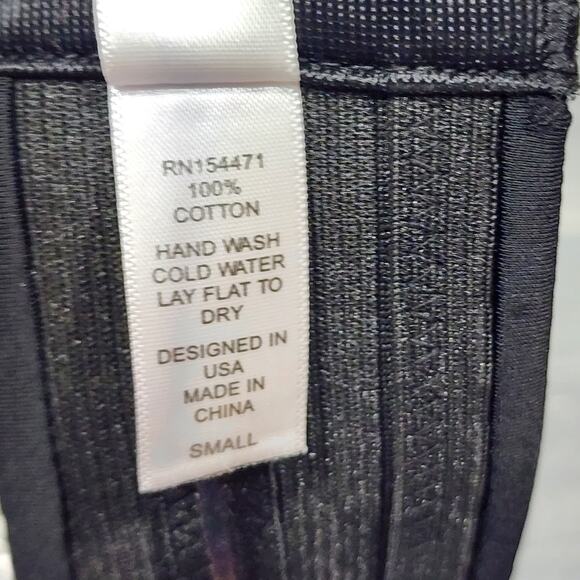 RN154471
100%
COTTON
HAND WASH
COLD WATER
LAY FLAT TO
DRY
DESIGNED IN
USA
MADE IN
CHINA
SMALL